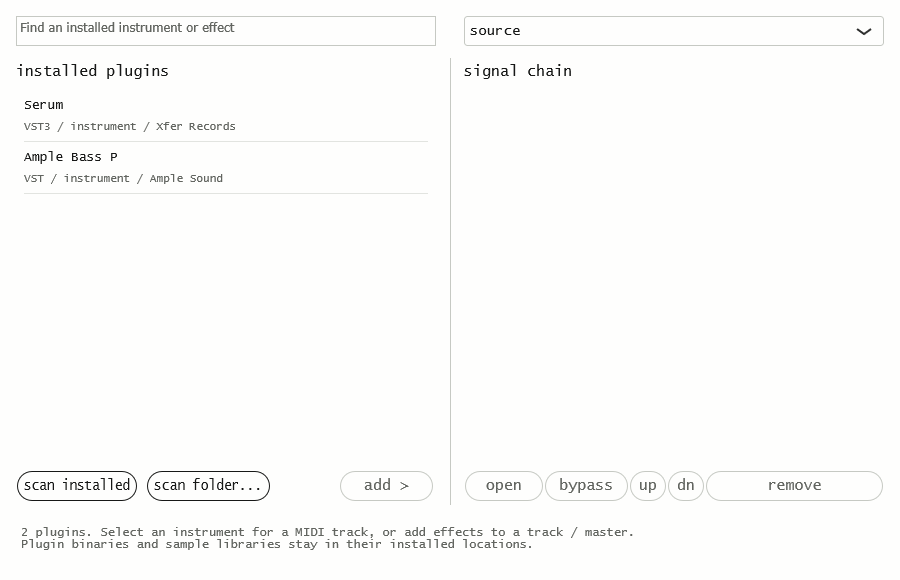 Find an installed instrument or effect
source
installed plugins
signal chain
Serum
VST3 / instrument / Xfer Records
Ample Bass P
VST / instrument / Ample Sound
scan installed
scan folder...
add >
open
bypass
up
dn
remove
2 plugins. Select an instrument for a MIDI track, or add effects to a track / master.
Plugin binaries and sample libraries stay in their installed locations.